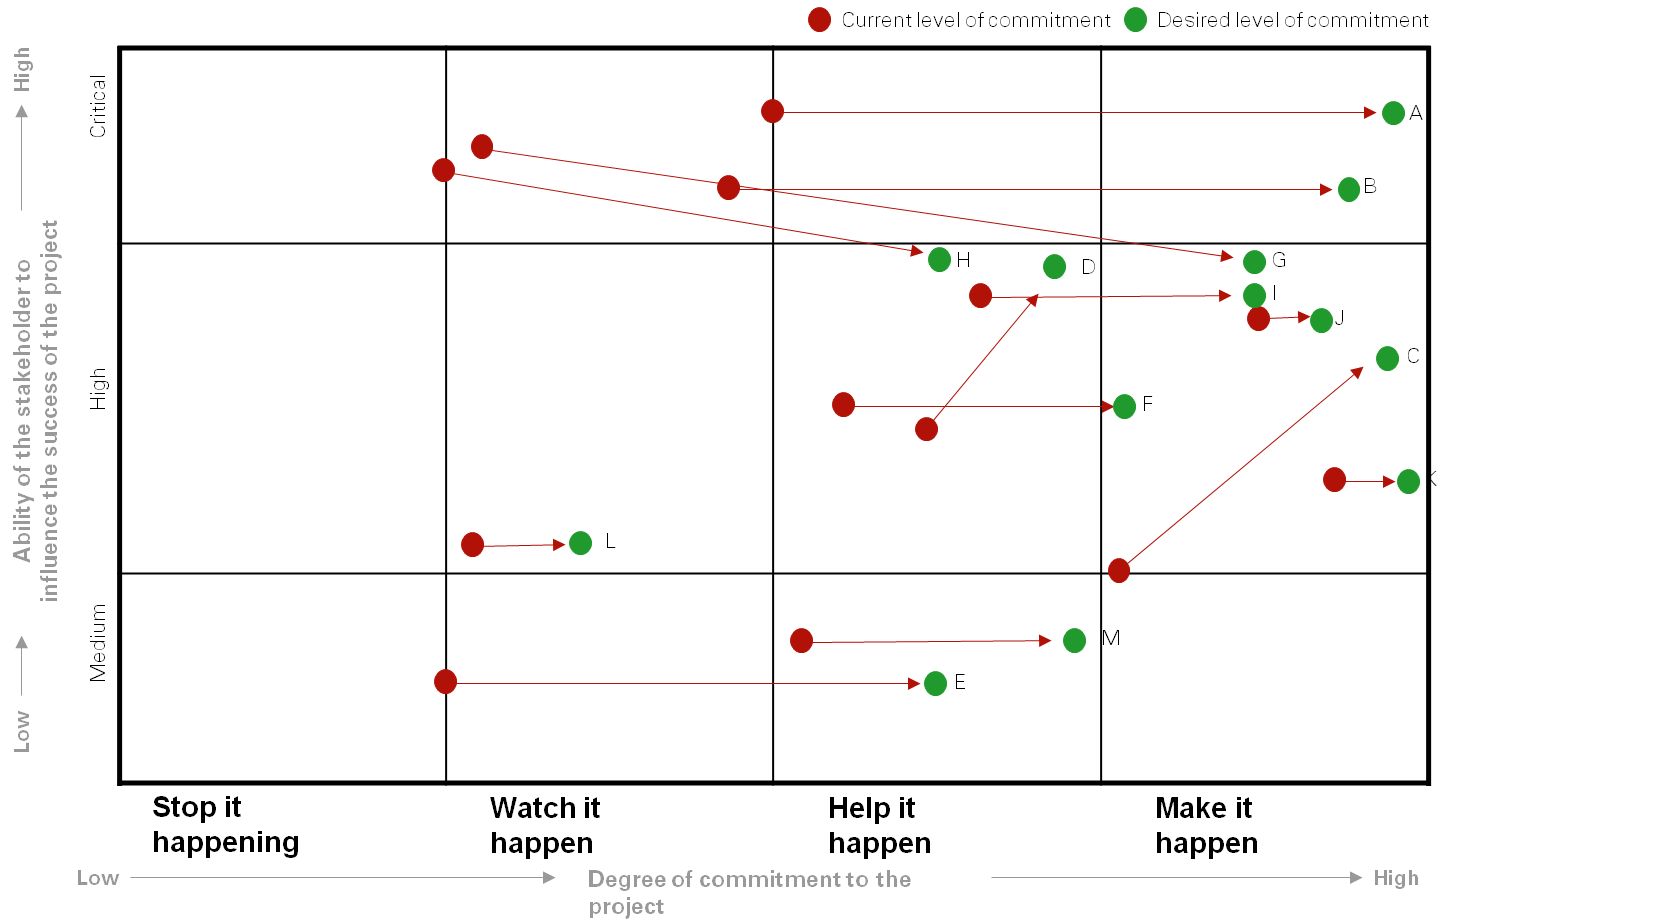 Current level of commitment
Desired level of commitment
High
Critical
A
B
H
D
G
I
J
C
High
F
K
L
Ability of the stakeholder to
influence the success of the project
Medium
M
E
Low
Stop it
happening
Watch it
happen
Help it
happen
Make it
happen
Low
Degree of commitment to the
project
High